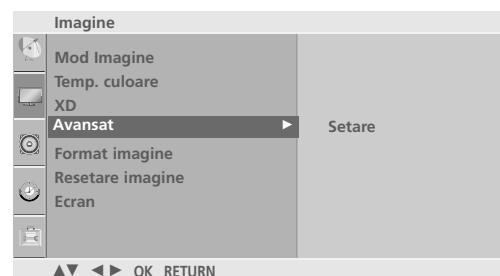 Imagine
Mod Imagine
Temp. culoare
XD
Avansat ► Setare
Format imagine
Resetare imagine
Ecran
▲▼ ◄► OK RETURN